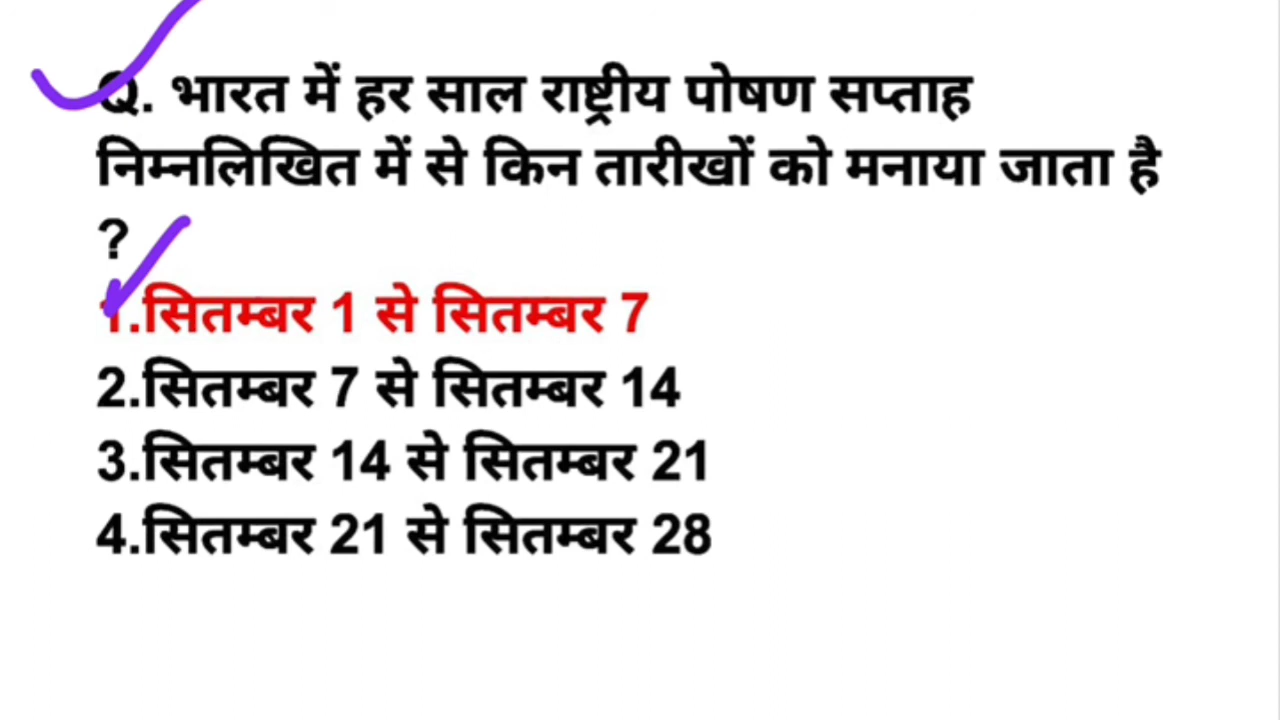 Q. भारत में हर साल राष्ट्रीय पोषण सप्ताह
निम्नलिखित में से किन तारीखों को मनाया जाता है
?
1.सितम्बर 1 से सितम्बर 7
2.सितम्बर 7 से सितम्बर 14
3.सितम्बर 14 से सितम्बर 21
4.सितम्बर 21 से सितम्बर 28